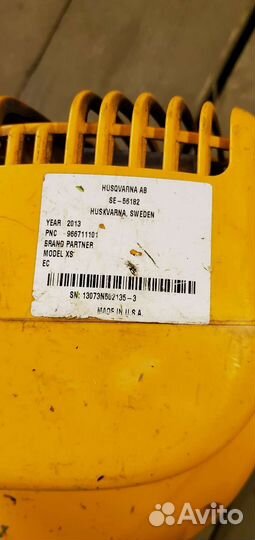 HUSQVARNA AB
SE-56182
HUSKVARNA, SWEDEN
YEAR 2013
PNC 966711101
BRAND PARTNER
MODEL XS
EC
SN: 13073N502135-3
MADE IN U.S.A.
Avito